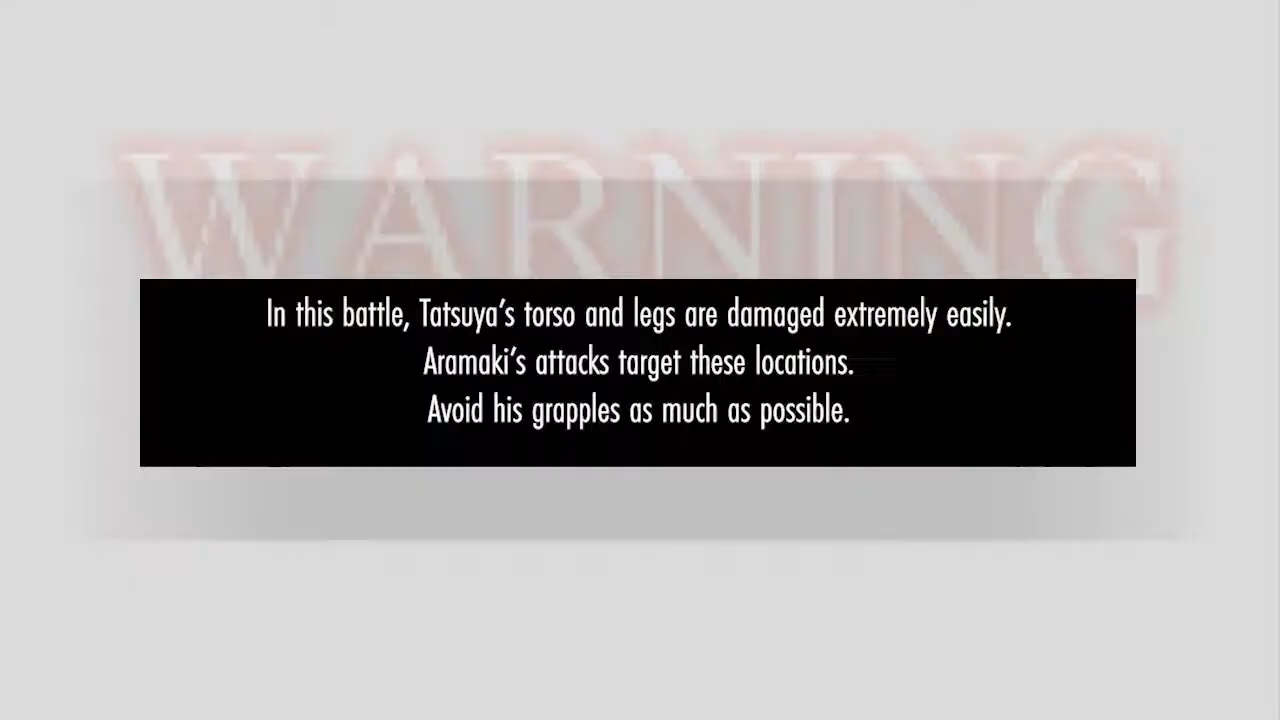 WARNING
In this battle, Tatsuya’s torso and legs are damaged extremely easily.
Aramaki’s attacks target these locations.
Avoid his grapples as much as possible.